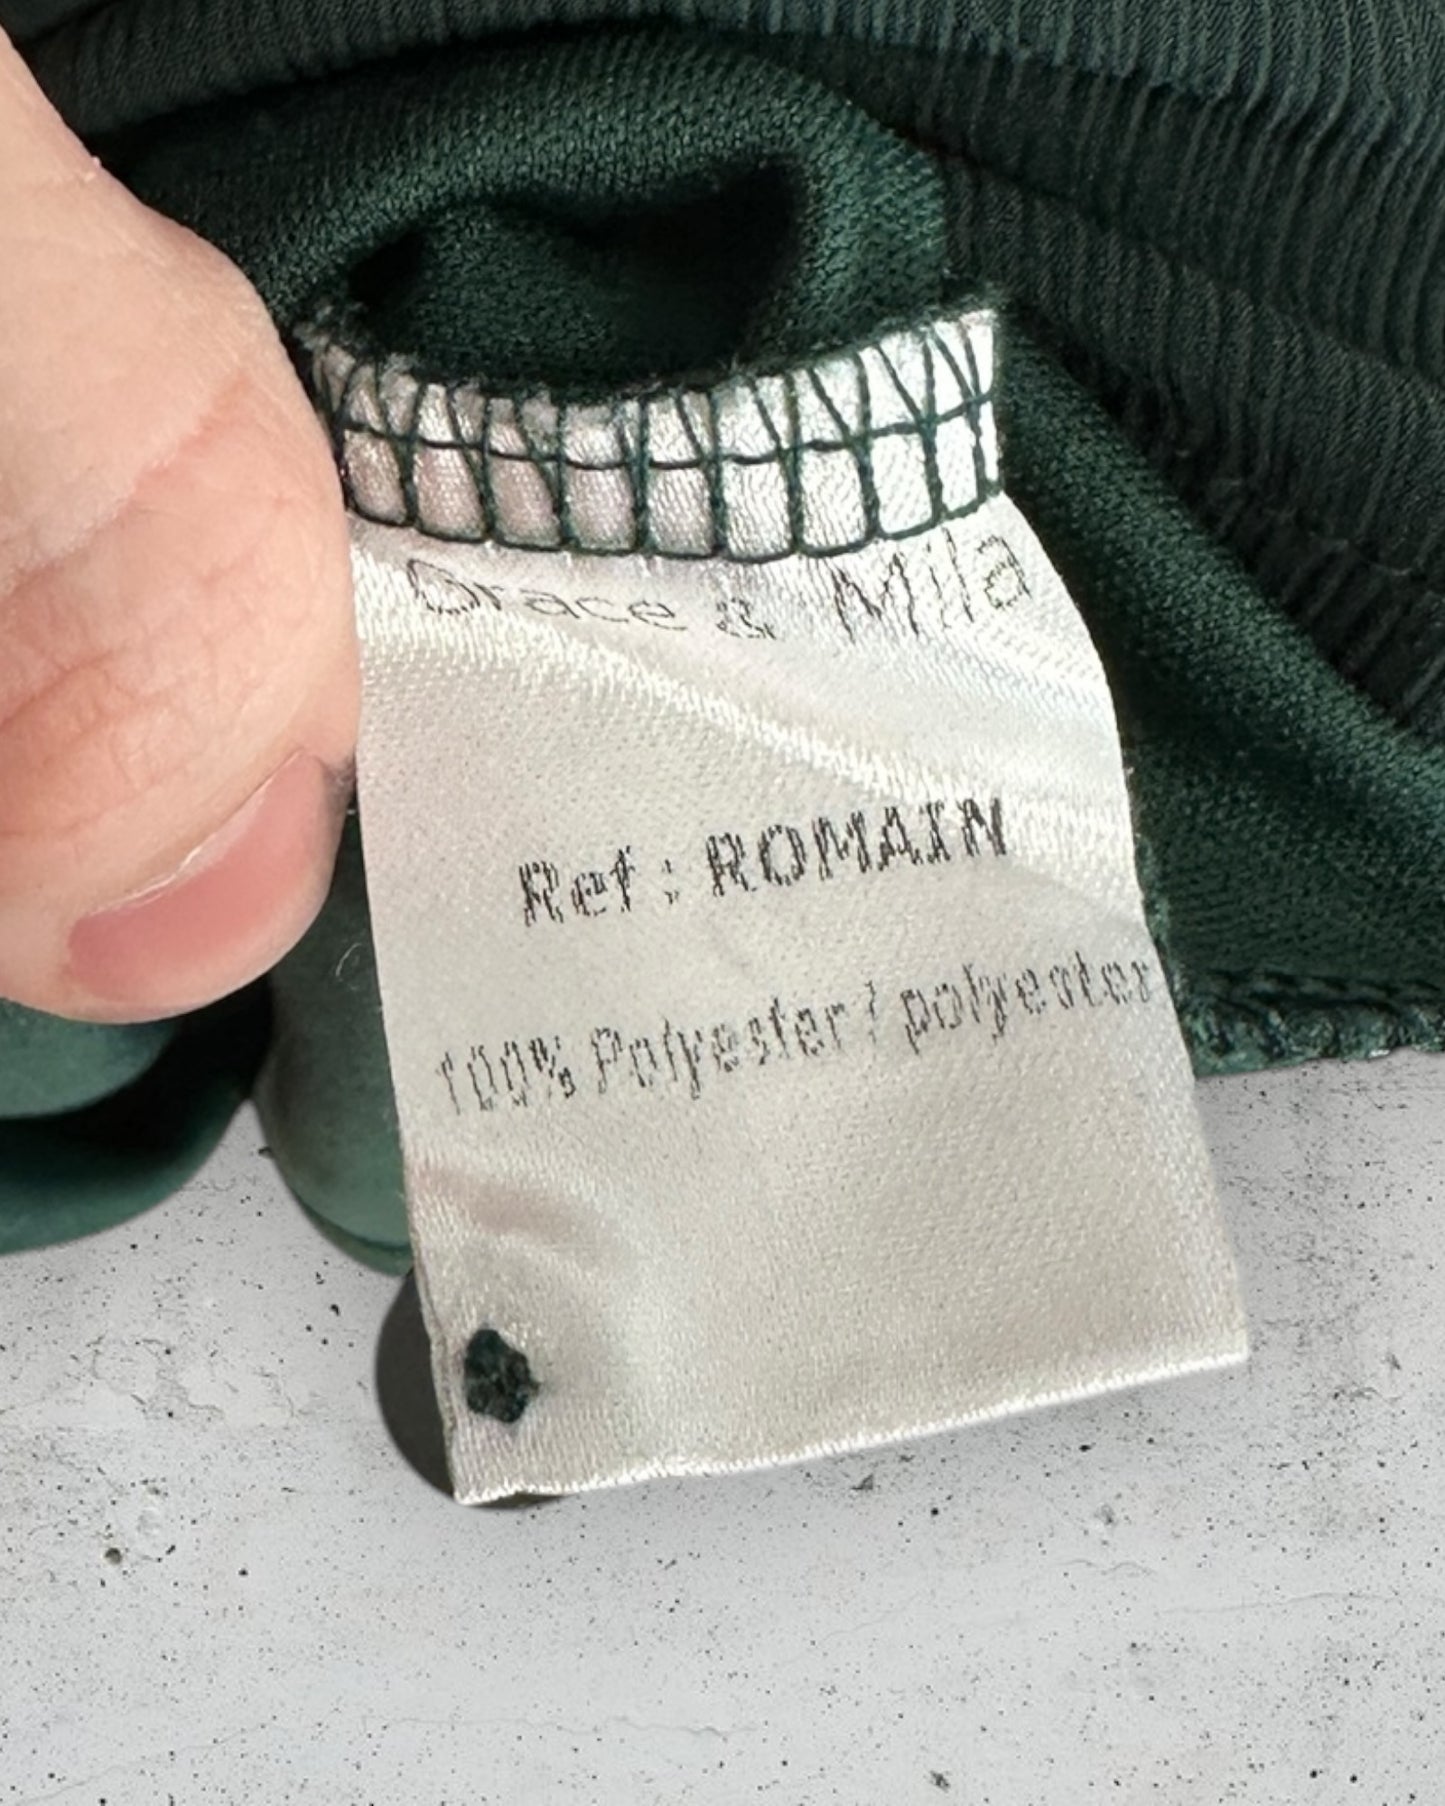 Grace & Mila
Ref : ROMAIN
100% Polyester / polyester